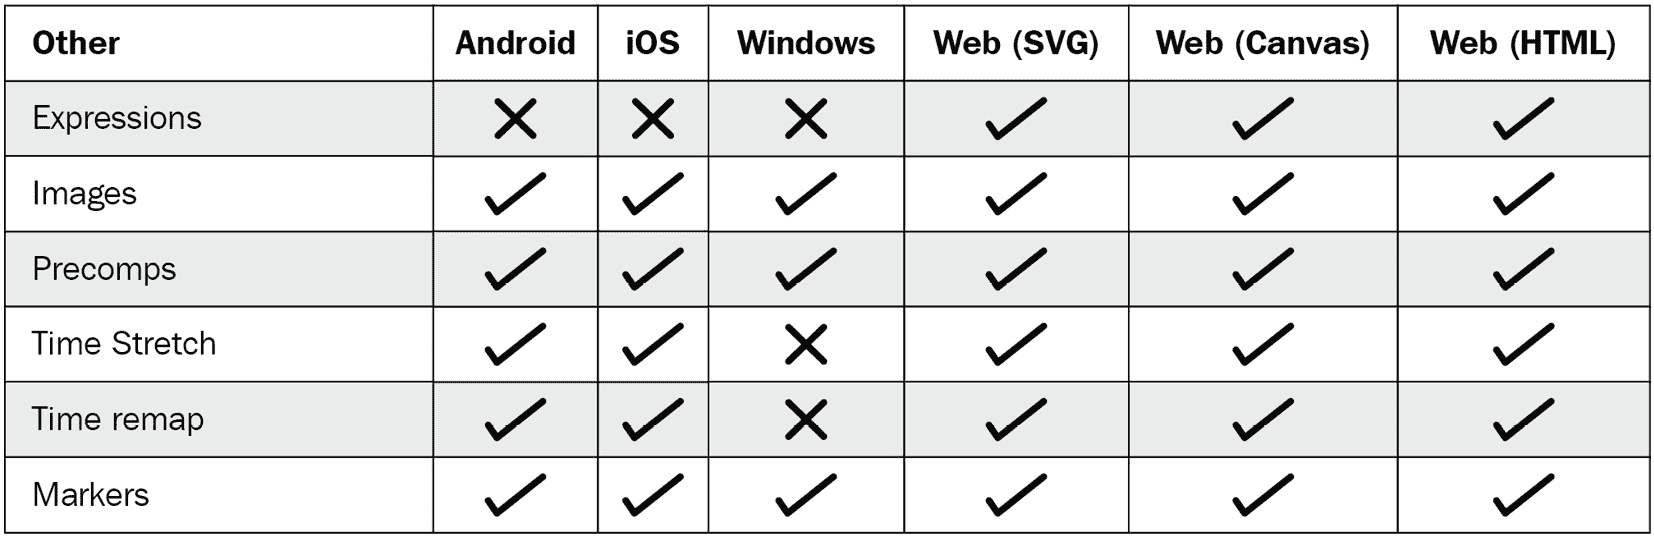 Other Android iOS Windows Web (SVG) Web (Canvas) Web (HTML)
Expressions
Images
Precomps
Time Stretch
Time remap
Markers